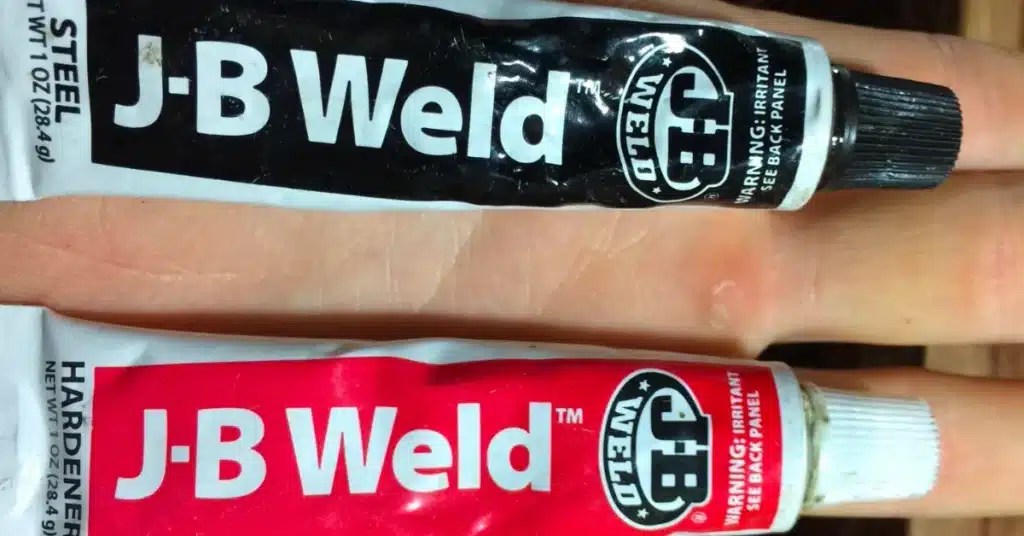 STEEL
T WT 1 OZ (28.4 g)
J-B Weld™
J-B
WELD
®
WARNING: IRRITANT
SEE BACK PANEL
HARDENER
NET WT 1 OZ (28.4 g)
J-B Weld™
J-B
WELD
®
WARNING: IRRITANT
SEE BACK PANEL